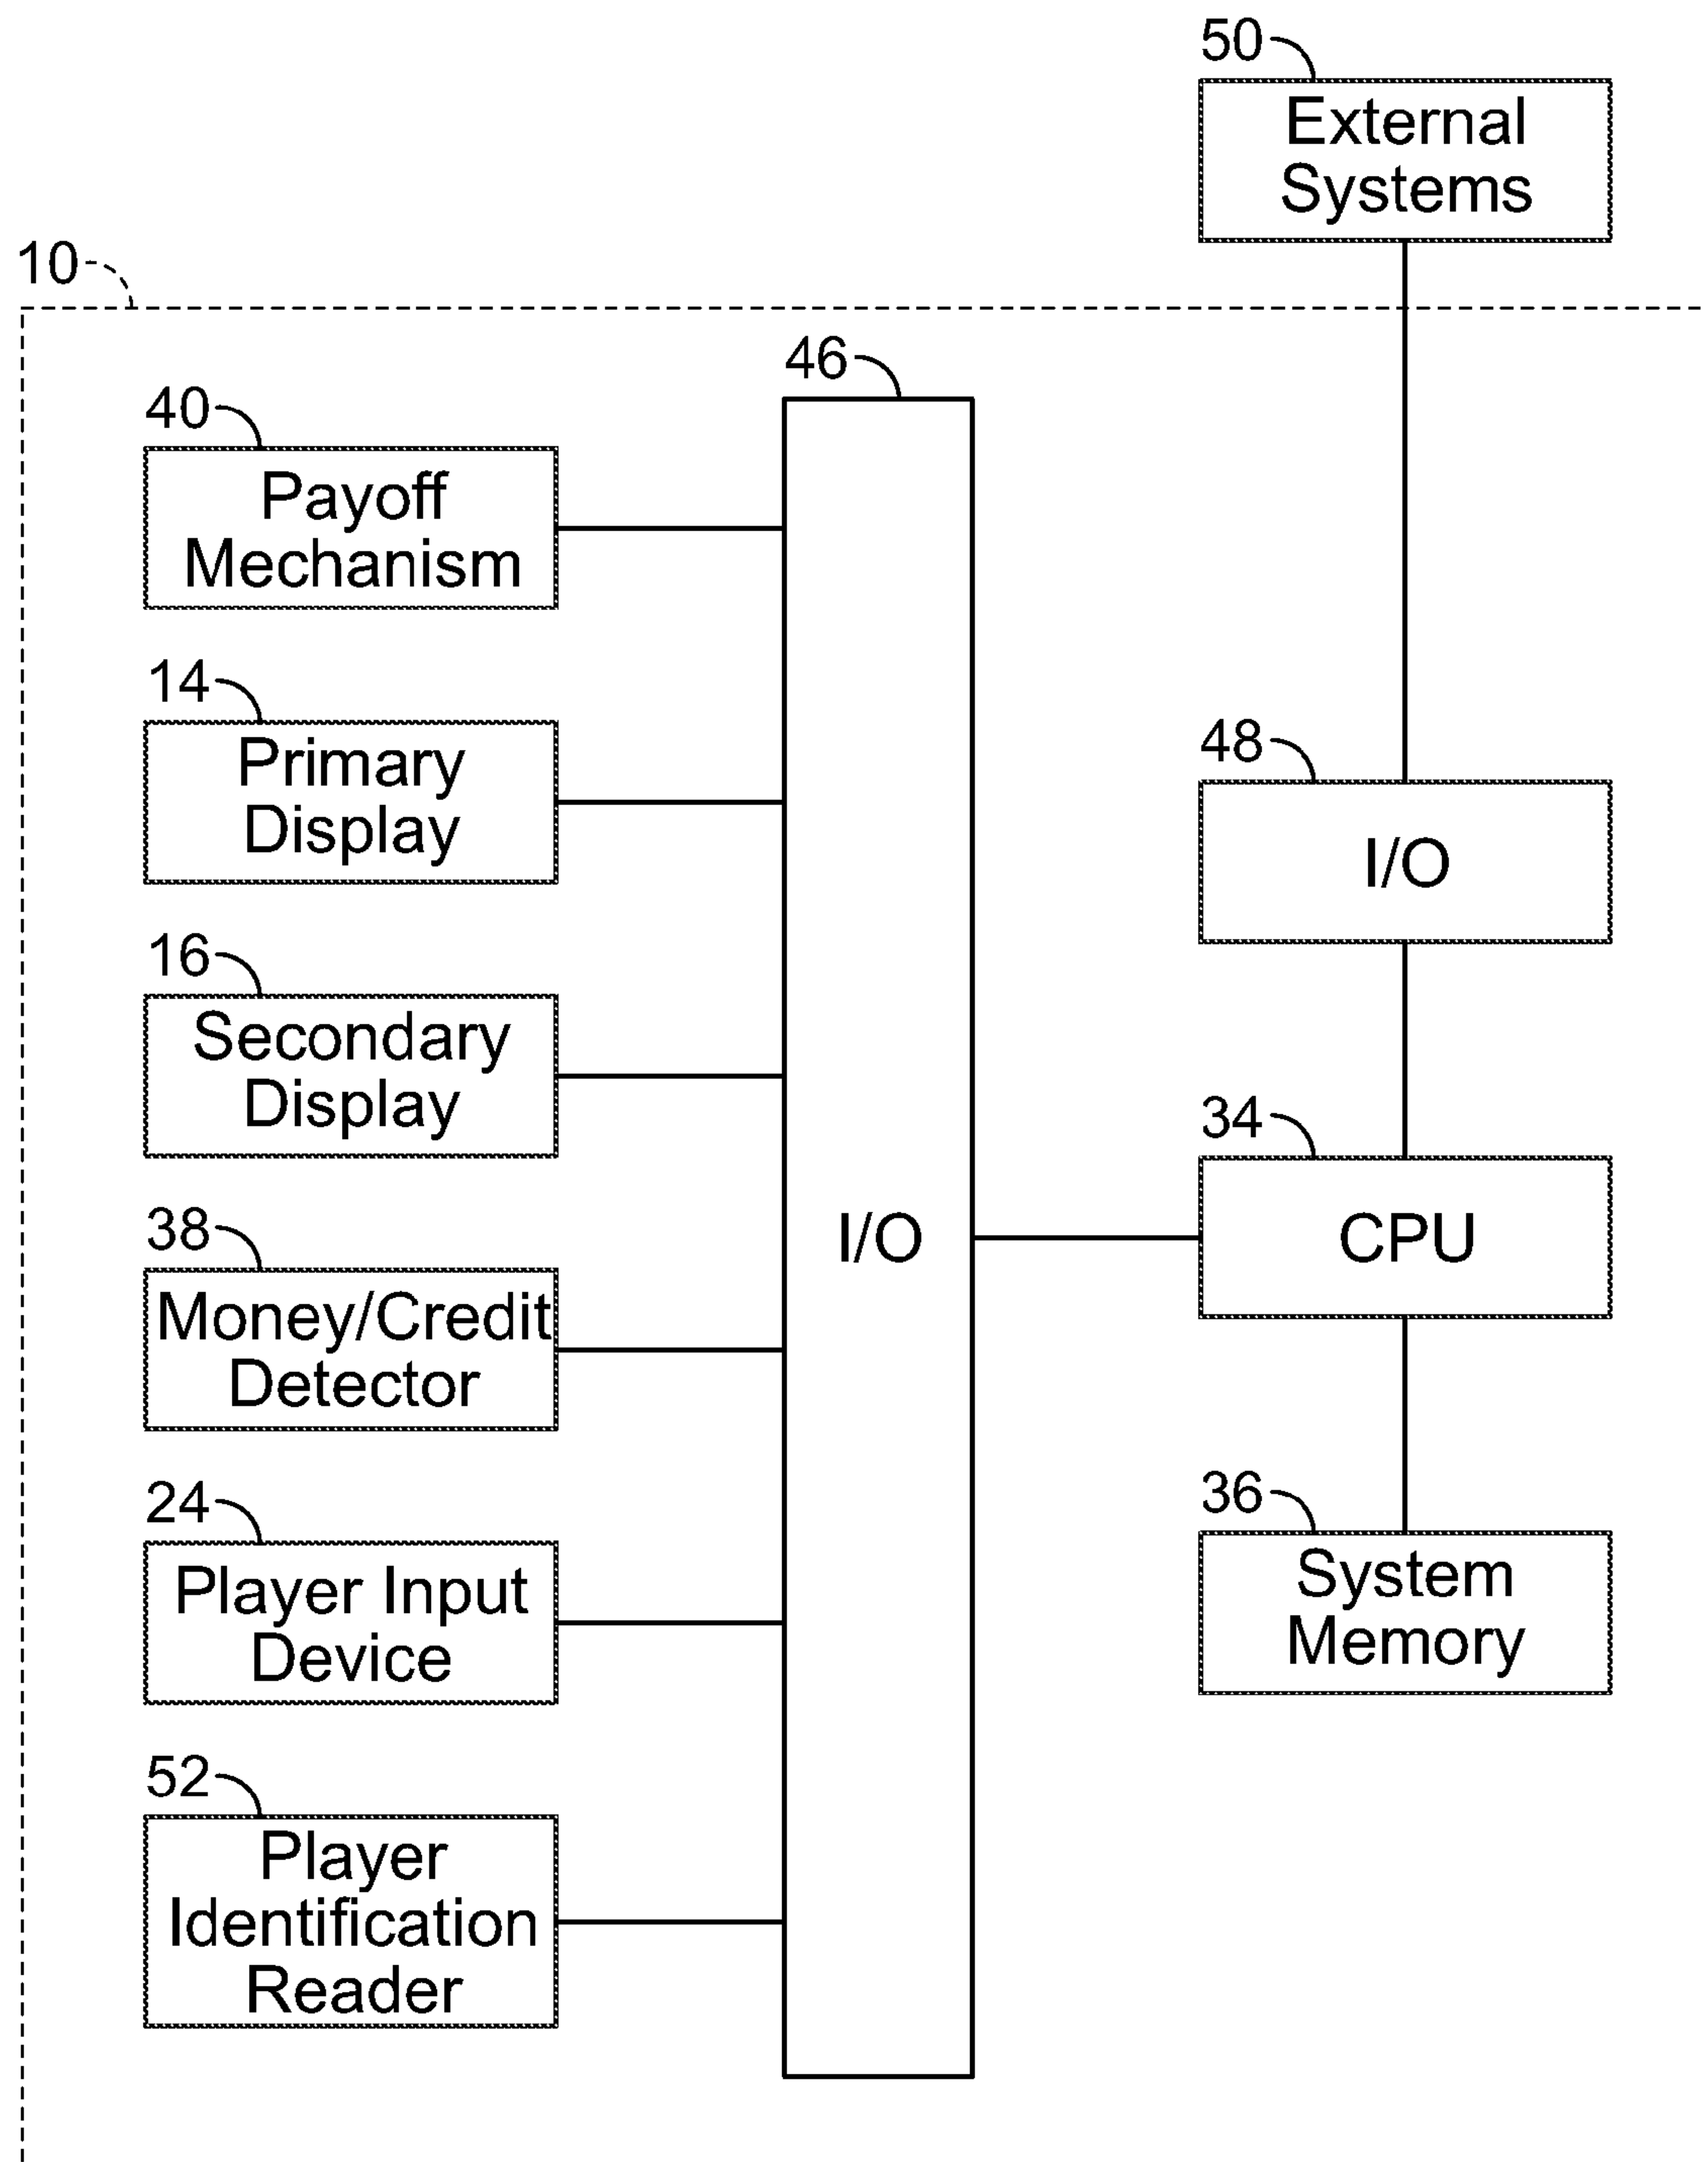 50
External
Systems
10
46
40
Payoff
Mechanism
14
Primary
Display
48
I/O
16
Secondary
Display
34
CPU
38
Money/Credit
Detector
I/O
24
Player Input
Device
36
System
Memory
52
Player
Identification
Reader